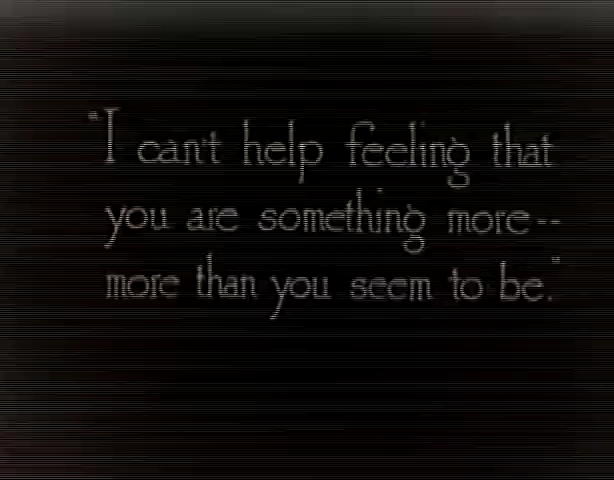 "I can't help feeling that
you are something more--
more than you seem to be."